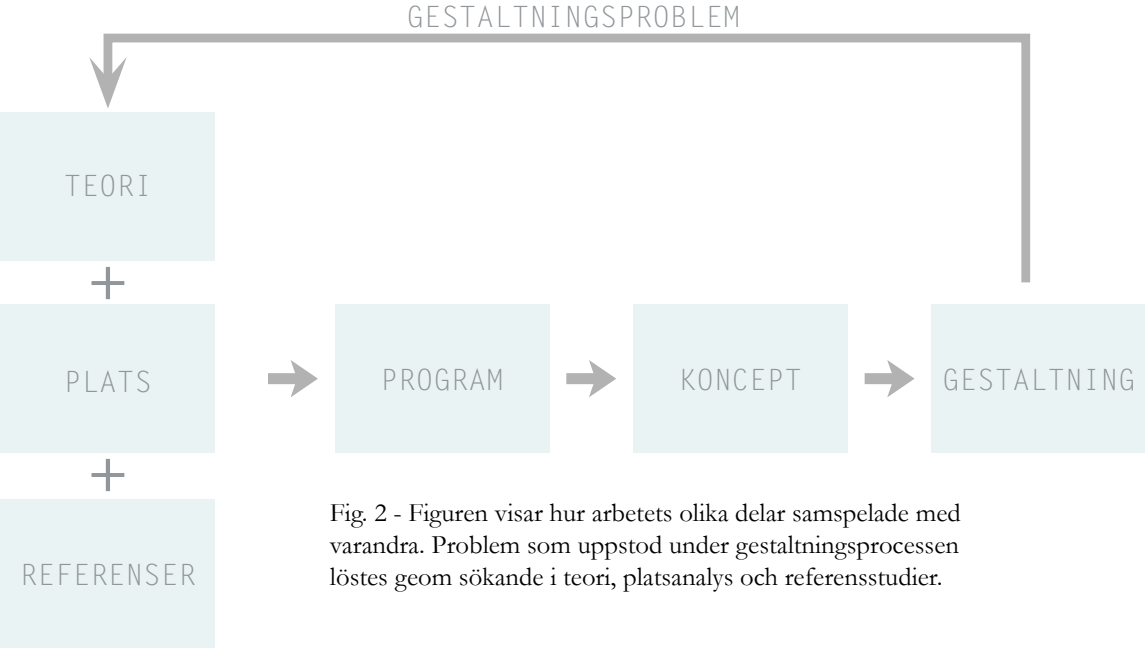 GESTALTNINGSPROBLEM
TEORI
+
PLATS
PROGRAM
KONCEPT
GESTALTNING
+
REFERENSER
Fig. 2 - Figuren visar hur arbetets olika delar samspelade med
varandra. Problem som uppstod under gestaltningsprocessen
löstes geom sökande i teori, platsanalys och referensstudier.